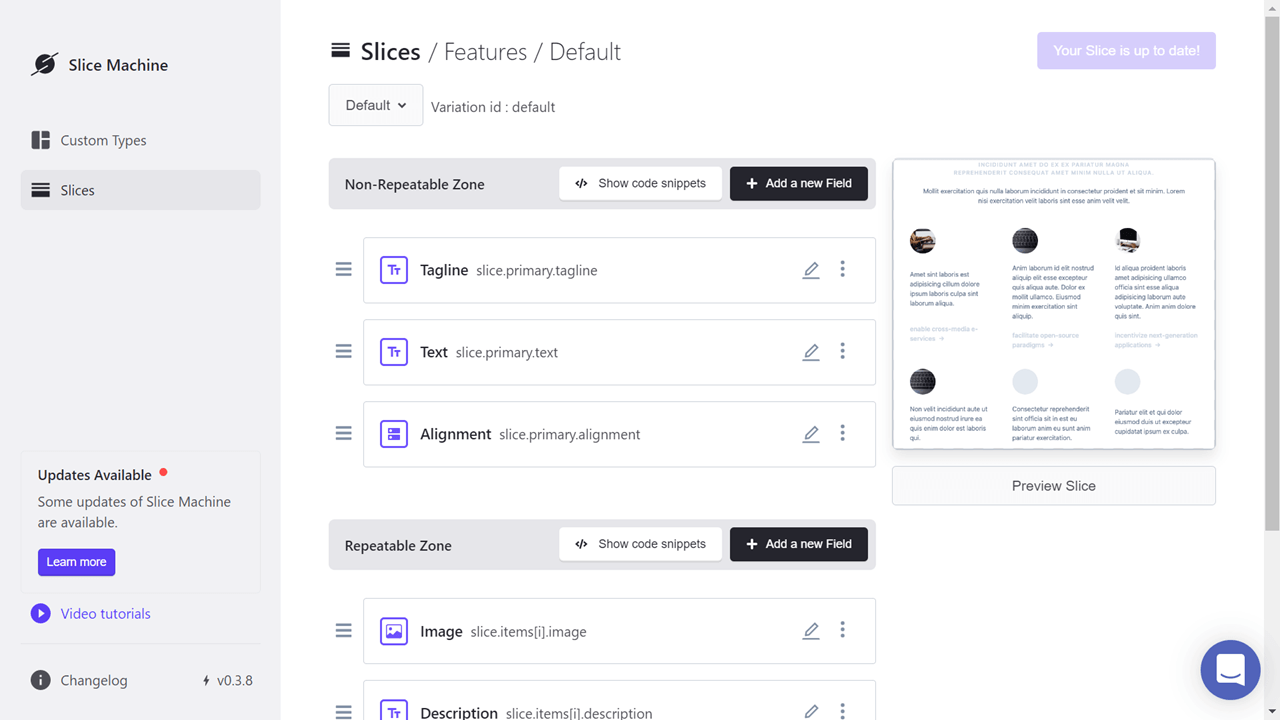 Slice Machine
Custom Types
Slices
Updates Available
Some updates of Slice Machine
are available.
Learn more
Video tutorials
Changelog
v0.3.8
Slices / Features / Default
Your Slice is up to date!
Default
Variation id : default
Non-Repeatable Zone
Show code snippets
Add a new Field
Tagline slice.primary.tagline
Text slice.primary.text
Alignment slice.primary.alignment
Repeatable Zone
Show code snippets
Add a new Field
Image slice.items[i].image
Description slice.items[i].description
INCIDIDUNT AMET DO EX EX PARIATUR MAGNA
REPREHENDERIT CONSEQUAT AMET MINIM NULLA UT ALIQUA.
Mollit exercitation quis nulla laborum incididunt in consectetur proident et sit minim. Lorem
nisi exercitation velit laboris sint esse anim velit velit.
Amet sint laboris est
adipisicing cillum dolore
ipsum laboris culpa sint
laborum aliqua.
enable cross-media e-
services →
Anim laborum id elit nostrud
aliquip elit esse excepteur
quis aliqua aute. Dolor ex
mollit ullamco. Eiusmod
minim exercitation sint
aliquip.
facilitate open-source
paradigms →
Id aliqua proident laboris
amet adipisicing ullamco
officia sint esse aliqua
adipisicing laborum aute
voluptate. Anim anim dolore
quis sint.
incentivize next-generation
applications →
Non velit incididunt aute ut
eiusmod nostrud irure ea
quis enim dolor est laboris
qui.
Consectetur reprehenderit
sint officia sit in est eu
laborum anim eu sunt anim
pariatur exercitation.
Pariatur elit et qui dolor
eiusmod duis ut excepteur
cupidatat ipsum ex culpa.
Preview Slice